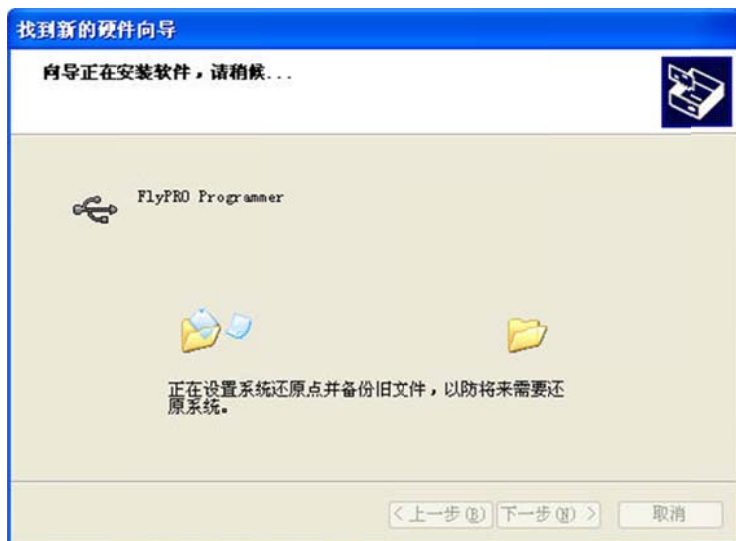 找到新的硬件向导
向导正在安装软件，请稍候...
FlyPRO Programmer
正在设置系统还原点并备份旧文件，以防将来需要还
原系统。
< 上一步(B) 下一步(N) > 取消